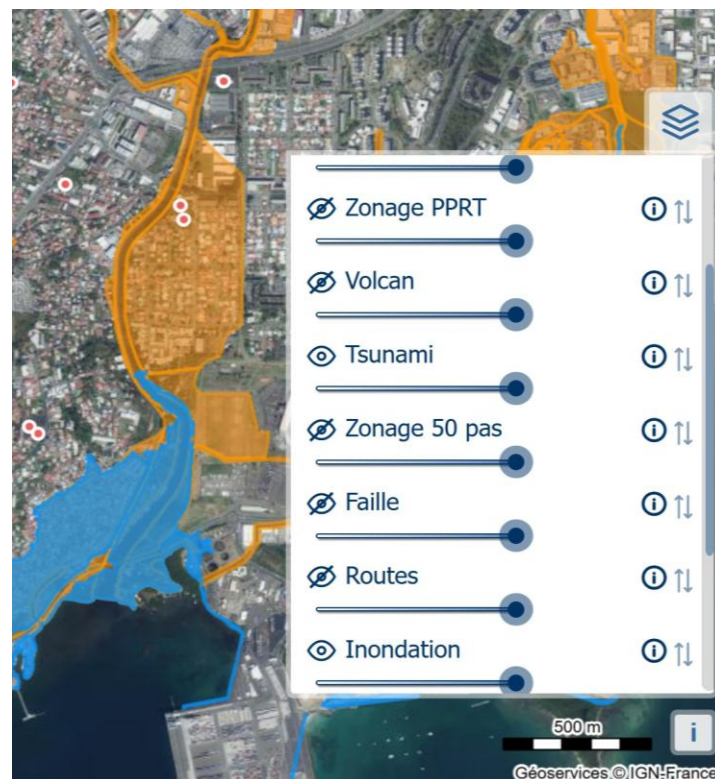 Zonage PPRT
Volcan
Tsunami
Zonage 50 pas
Faille
Routes
Inondation
500 m
i
Géoservices © IGN-France